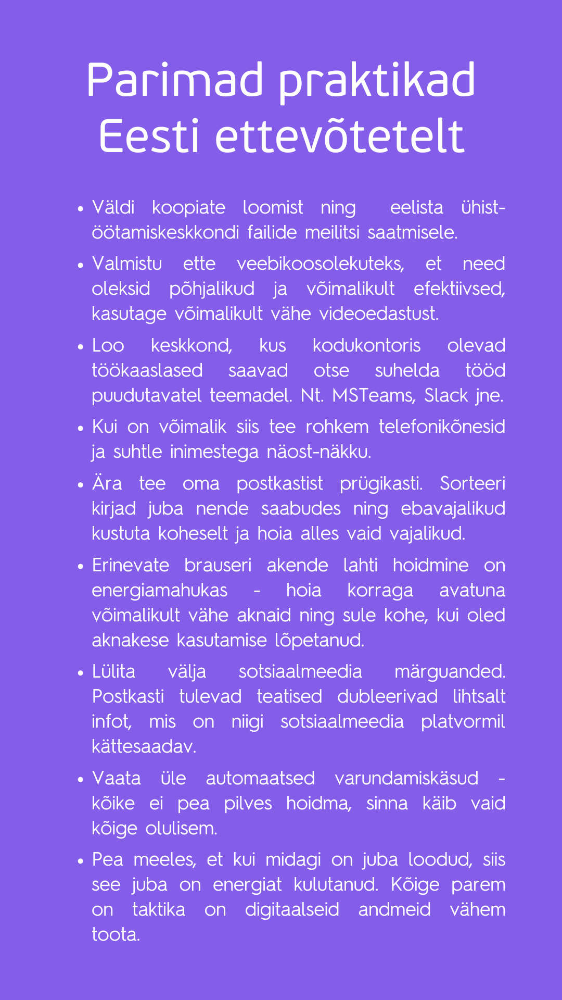 Parimad praktikad
Eesti ettevõtetelt
• Väldi koopiate loomist ning eelista ühist-
öötamiskeskkondi failide meilitsi saatmisele.
• Valmistu ette veebikoosolekuteks, et need
oleksid põhjalikud ja võimalikult efektiivsed,
kasutage võimalikult vähe videoedastust.
• Loo keskkond, kus kodukontoris olevad
töökaaslased saavad otse suhelda tööd
puudutavatel teemadel. Nt. MSTeams, Slack jne.
• Kui on võimalik siis tee rohkem telefonikõnesid
ja suhtle inimestega näost-näkku.
• Ära tee oma postkastist prügikasti. Sorteeri
kirjad juba nende saabudes ning ebavajalikud
kustuta koheselt ja hoia alles vaid vajalikud.
• Erinevate brauseri akende lahti hoidmine on
energiamahukas - hoia korraga avatuna
võimalikult vähe aknaid ning sule kohe, kui oled
aknakese kasutamise lõpetanud.
• Lülita välja sotsiaalmeedia märguanded.
Postkasti tulevad teatised dubleerivad lihtsalt
infot, mis on niigi sotsiaalmeedia platvormil
kättesaadav.
• Vaata üle automaatsed varundamiskäsud -
kõike ei pea pilves hoidma, sinna käib vaid
kõige olulisem.
• Pea meeles, et kui midagi on juba loodud, siis
see juba on energiat kulutanud. Kõige parem
on taktika on digitaalseid andmeid vähem
toota.